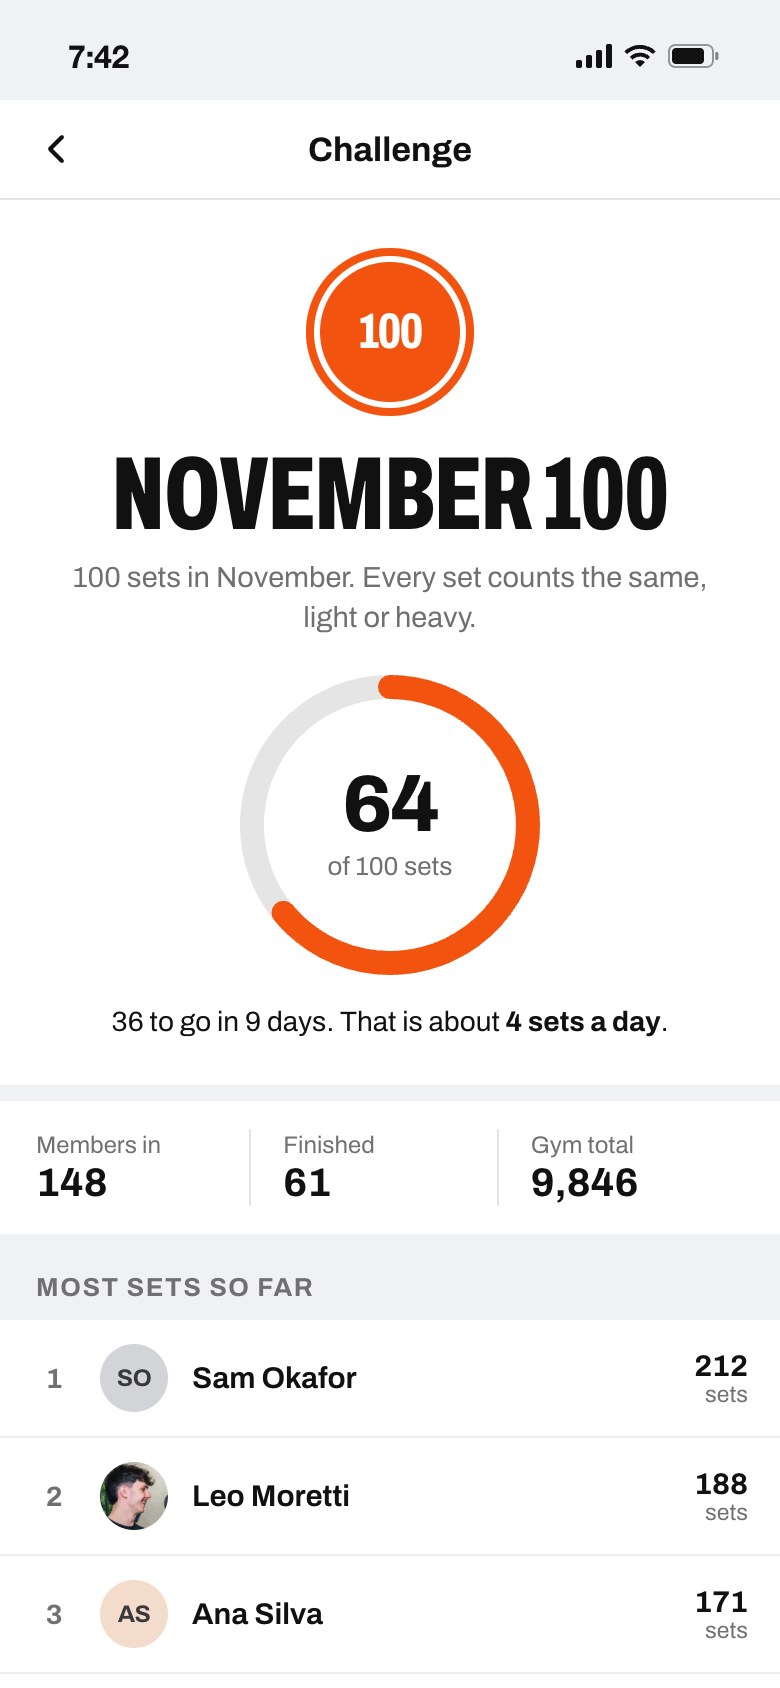 7:42
Challenge
100
NOVEMBER 100
100 sets in November. Every set counts the same,
light or heavy.
64
of 100 sets
36 to go in 9 days. That is about 4 sets a day.
Members in
148
Finished
61
Gym total
9,846
MOST SETS SO FAR
1
SO
Sam Okafor
212
sets
2
Leo Moretti
188
sets
3
AS
Ana Silva
171
sets